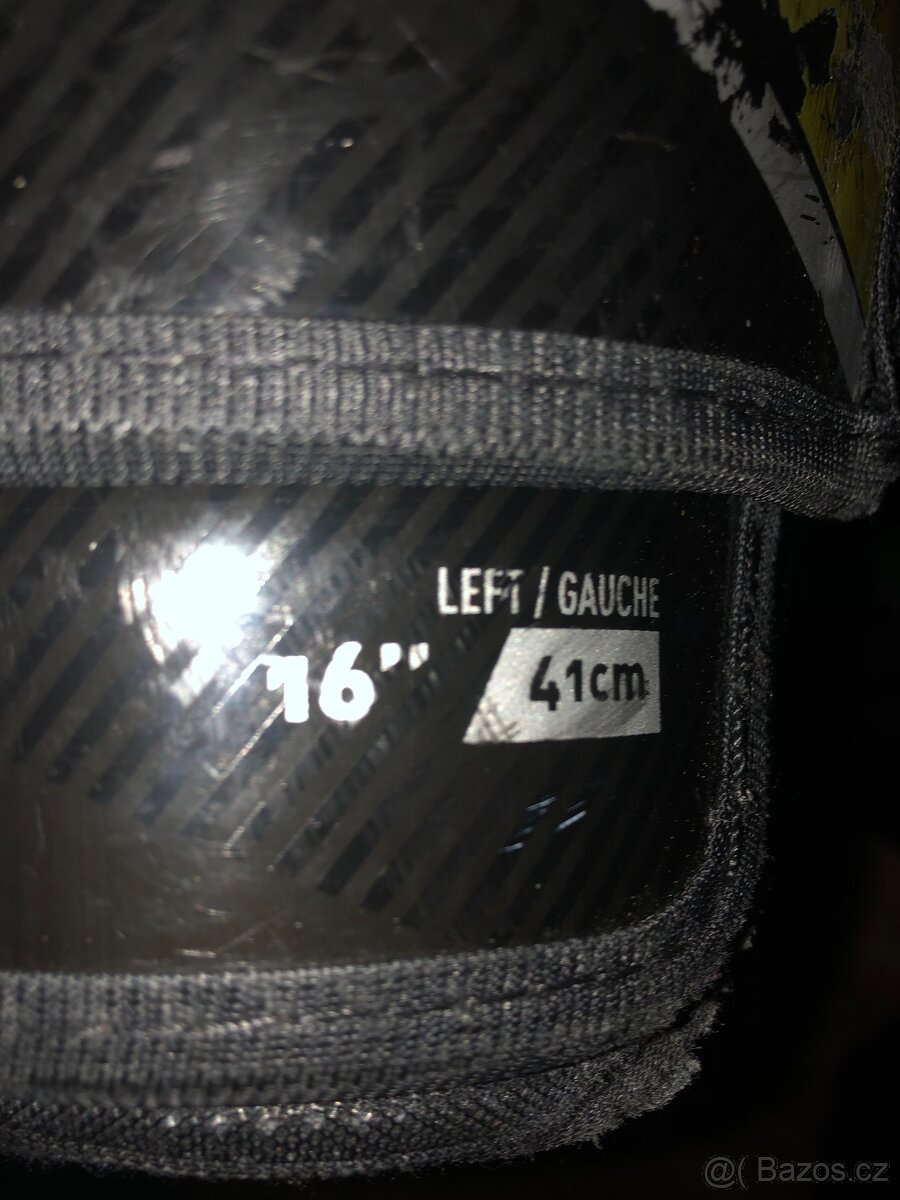 LEFT / GAUCHE
16" 41cm
@( Bazos.cz